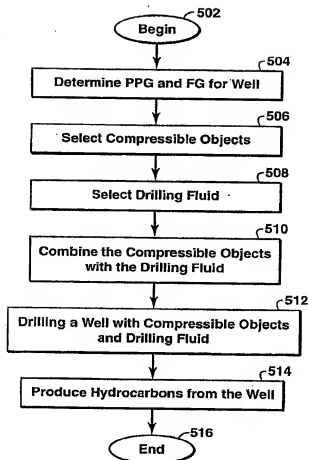 502
Begin
504
Determine PPG and FG for Well
506
Select Compressible Objects
508
Select Drilling Fluid
510
Combine the Compressible Objects
with the Drilling Fluid
512
Drilling a Well with Compressible Objects
and Drilling Fluid
514
Produce Hydrocarbons from the Well
516
End